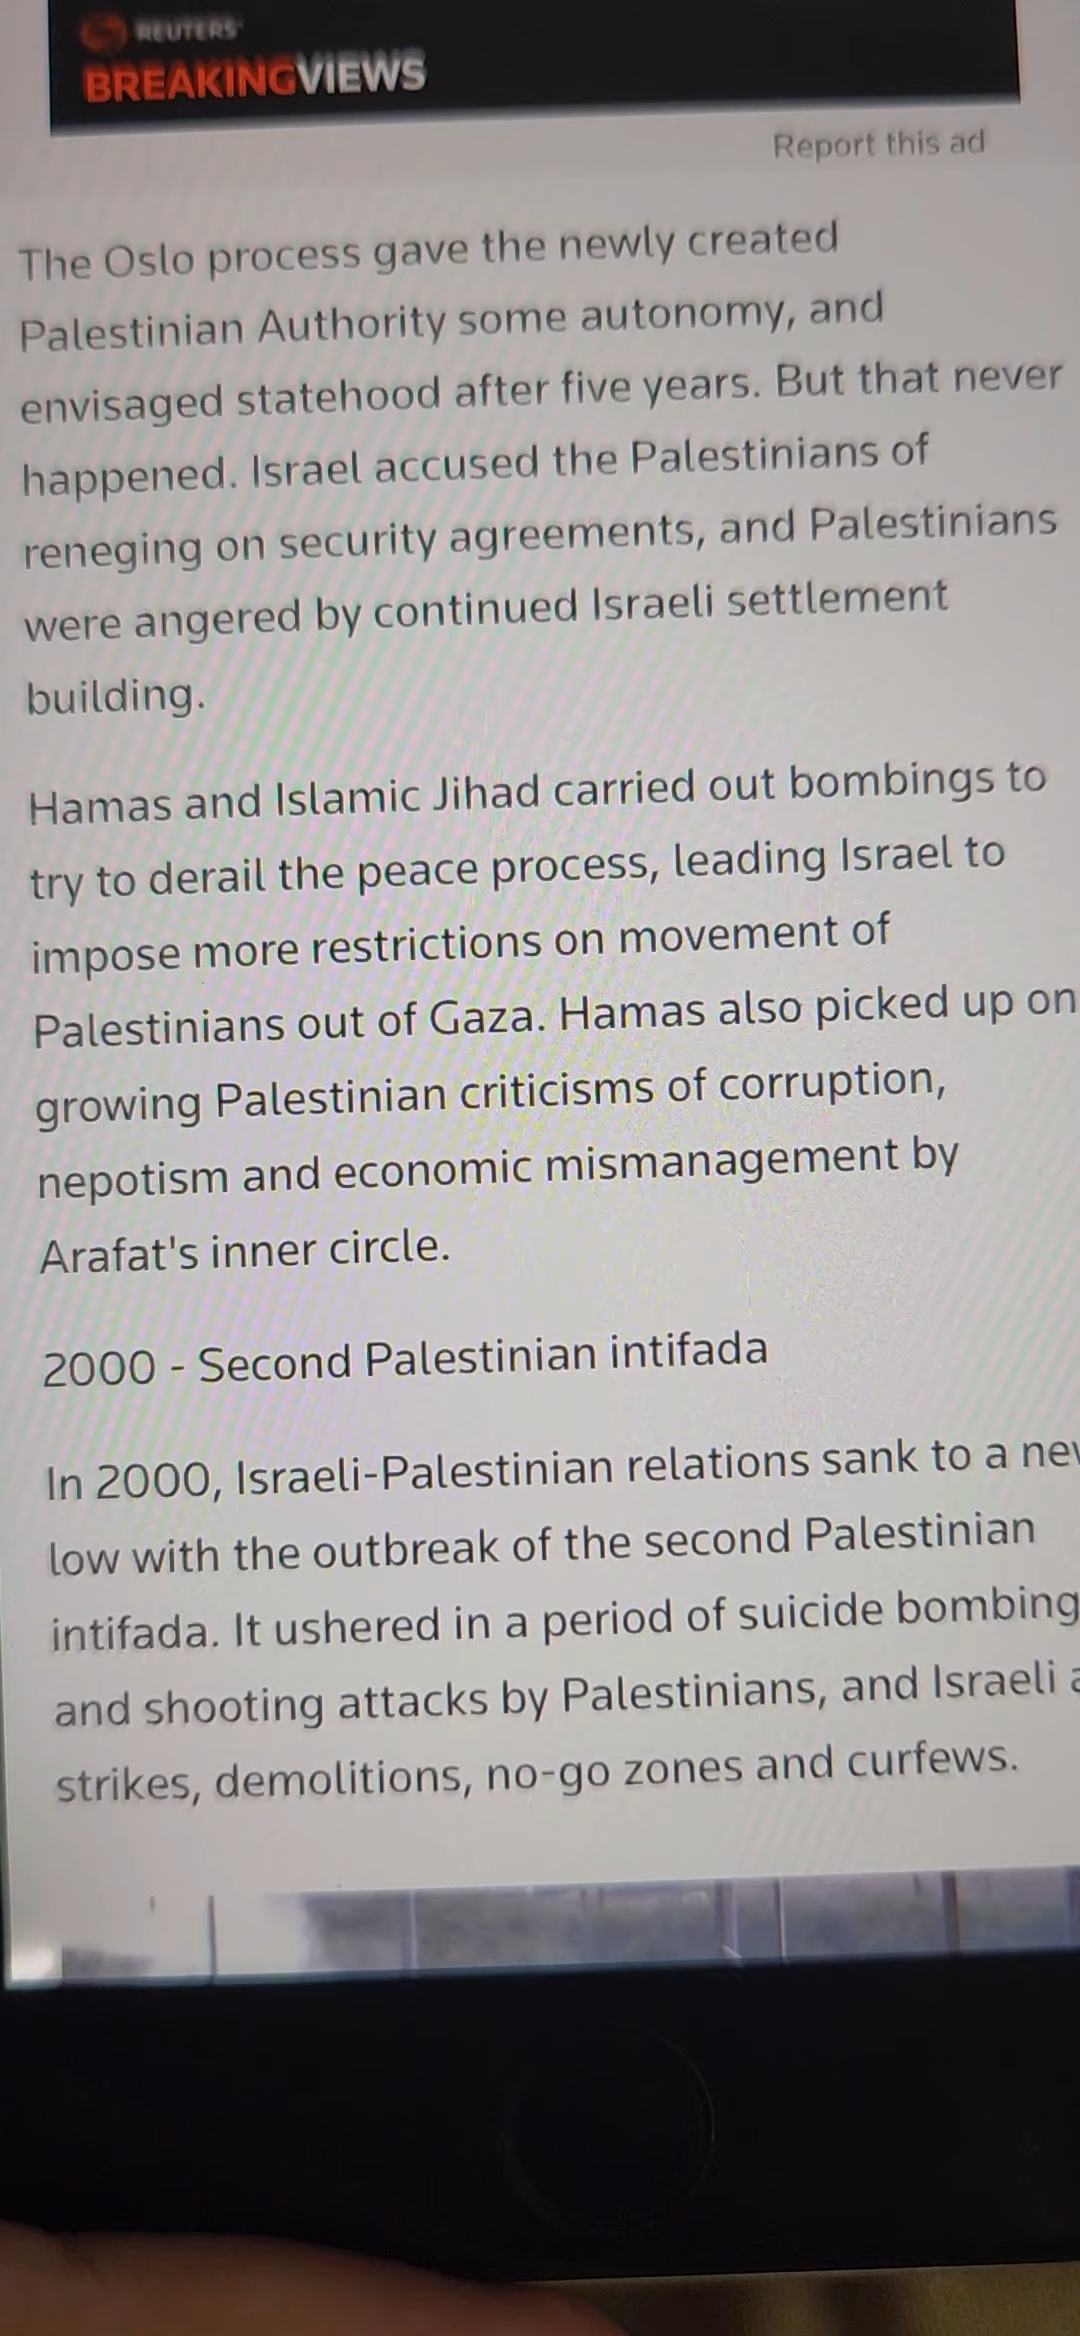 REUTERS
BREAKINGVIEWS
Report this ad
The Oslo process gave the newly created
Palestinian Authority some autonomy, and
envisaged statehood after five years. But that never
happened. Israel accused the Palestinians of
reneging on security agreements, and Palestinians
were angered by continued Israeli settlement
building.
Hamas and Islamic Jihad carried out bombings to
try to derail the peace process, leading Israel to
impose more restrictions on movement of
Palestinians out of Gaza. Hamas also picked up on
growing Palestinian criticisms of corruption,
nepotism and economic mismanagement by
Arafat's inner circle.
2000 - Second Palestinian intifada
In 2000, Israeli-Palestinian relations sank to a
low with the outbreak of the second Palestinian
intifada. It ushered in a period of suicide bombing
and shooting attacks by Palestinians, and Israeli
strikes, demolitions, no-go zones and curfews.